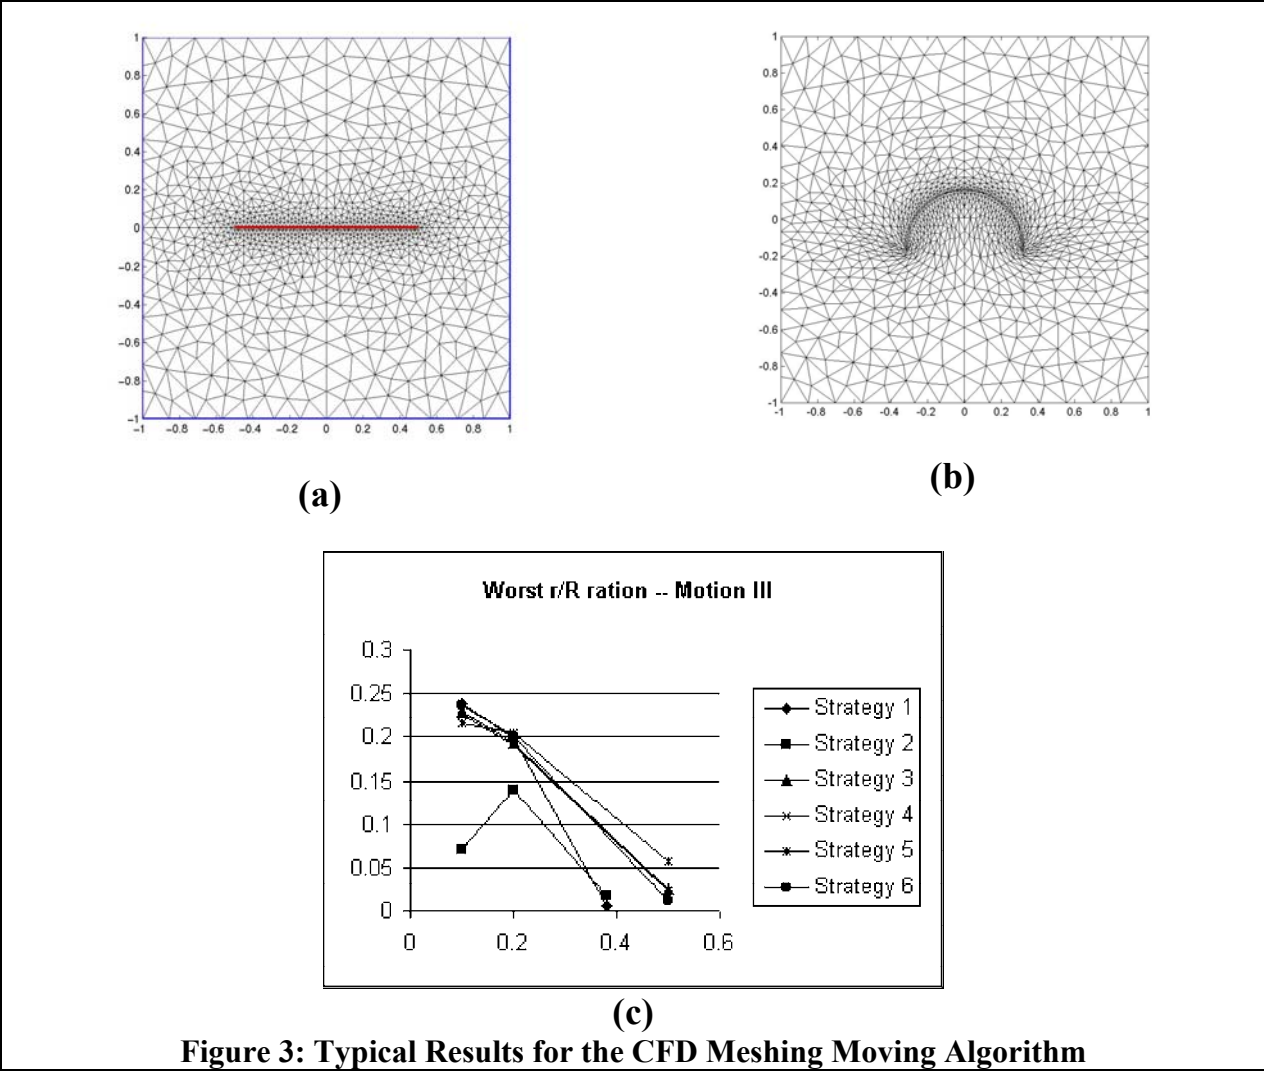 1
0.8
0.6
0.4
0.2
0
−0.2
−0.4
−0.6
−0.8
−1
−1 −0.8 −0.6 −0.4 −0.2 0 0.2 0.4 0.6 0.8 1
(a)
1
0.8
0.6
0.4
0.2
0
-0.2
-0.4
-0.6
-0.8
-1
-1 -0.8 -0.6 -0.4 -0.2 0 0.2 0.4 0.6 0.8 1
(b)
Worst r/R ration -- Motion III
0.3
0.25
0.2
0.15
0.1
0.05
0
0 0.2 0.4 0.6
Strategy 1
Strategy 2
Strategy 3
Strategy 4
Strategy 5
Strategy 6
(c)
Figure 3: Typical Results for the CFD Meshing Moving Algorithm